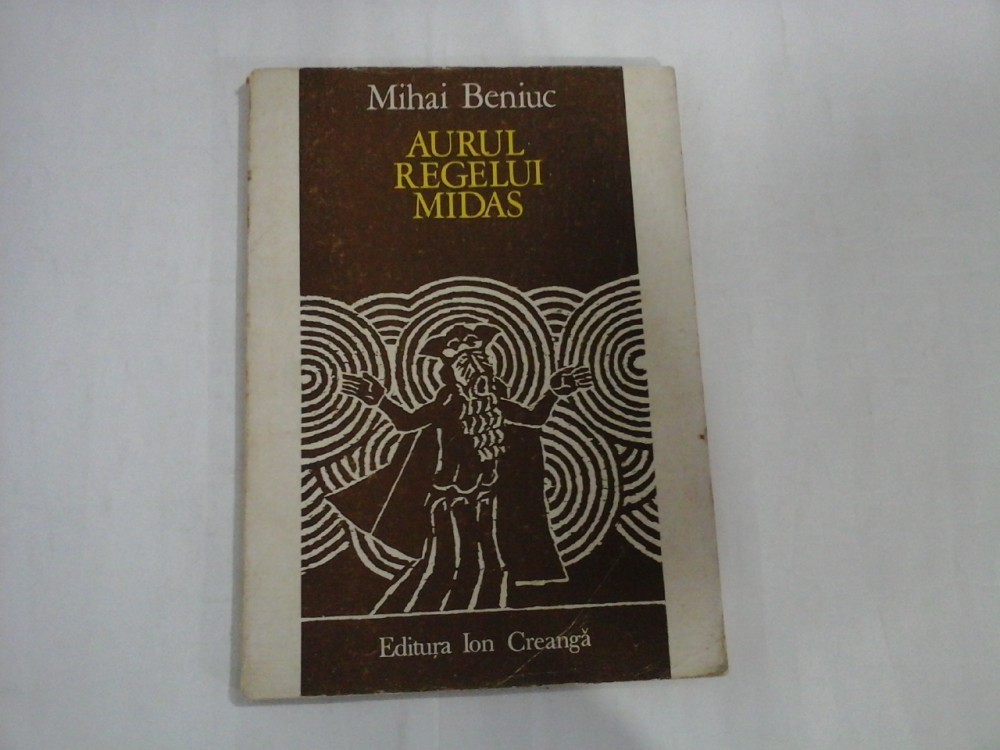 Mihai Beniuc
AURUL
REGELUI
MIDAS
Editura Ion Creangă